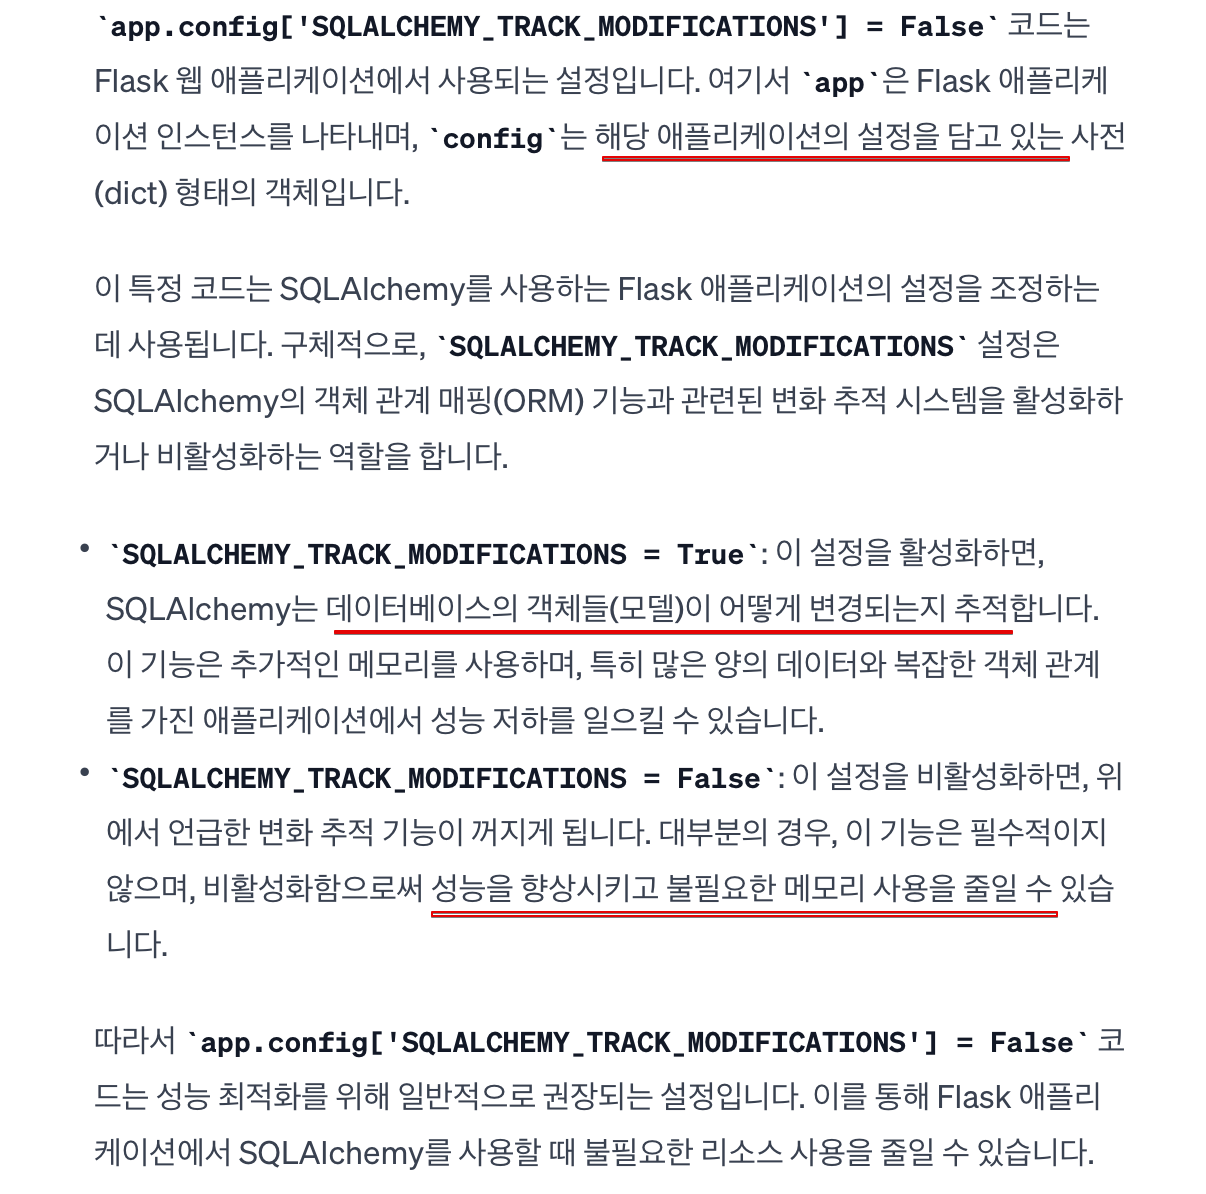 `app.config['SQLALCHEMY_TRACK_MODIFICATIONS'] = False` 코드는
Flask 웹 애플리케이션에서 사용되는 설정입니다. 여기서 `app`은 Flask 애플리케
이션 인스턴스를 나타내며, `config`는 해당 애플리케이션의 설정을 담고 있는 사전
(dict) 형태의 객체입니다.
이 특정 코드는 SQLAlchemy를 사용하는 Flask 애플리케이션의 설정을 조정하는
데 사용됩니다. 구체적으로, `SQLALCHEMY_TRACK_MODIFICATIONS` 설정은
SQLAlchemy의 객체 관계 매핑(ORM) 기능과 관련된 변화 추적 시스템을 활성화하
거나 비활성화하는 역할을 합니다.
• `SQLALCHEMY_TRACK_MODIFICATIONS = True`: 이 설정을 활성화하면,
SQLAlchemy는 데이터베이스의 객체들(모델)이 어떻게 변경되는지 추적합니다.
이 기능은 추가적인 메모리를 사용하며, 특히 많은 양의 데이터와 복잡한 객체 관계
를 가진 애플리케이션에서 성능 저하를 일으킬 수 있습니다.
• `SQLALCHEMY_TRACK_MODIFICATIONS = False`: 이 설정을 비활성화하면, 위
에서 언급한 변화 추적 기능이 꺼지게 됩니다. 대부분의 경우, 이 기능은 필수적이지
않으며, 비활성화함으로써 성능을 향상시키고 불필요한 메모리 사용을 줄일 수 있습
니다.
따라서 `app.config['SQLALCHEMY_TRACK_MODIFICATIONS'] = False` 코
드는 성능 최적화를 위해 일반적으로 권장되는 설정입니다. 이를 통해 Flask 애플리
케이션에서 SQLAlchemy를 사용할 때 불필요한 리소스 사용을 줄일 수 있습니다.